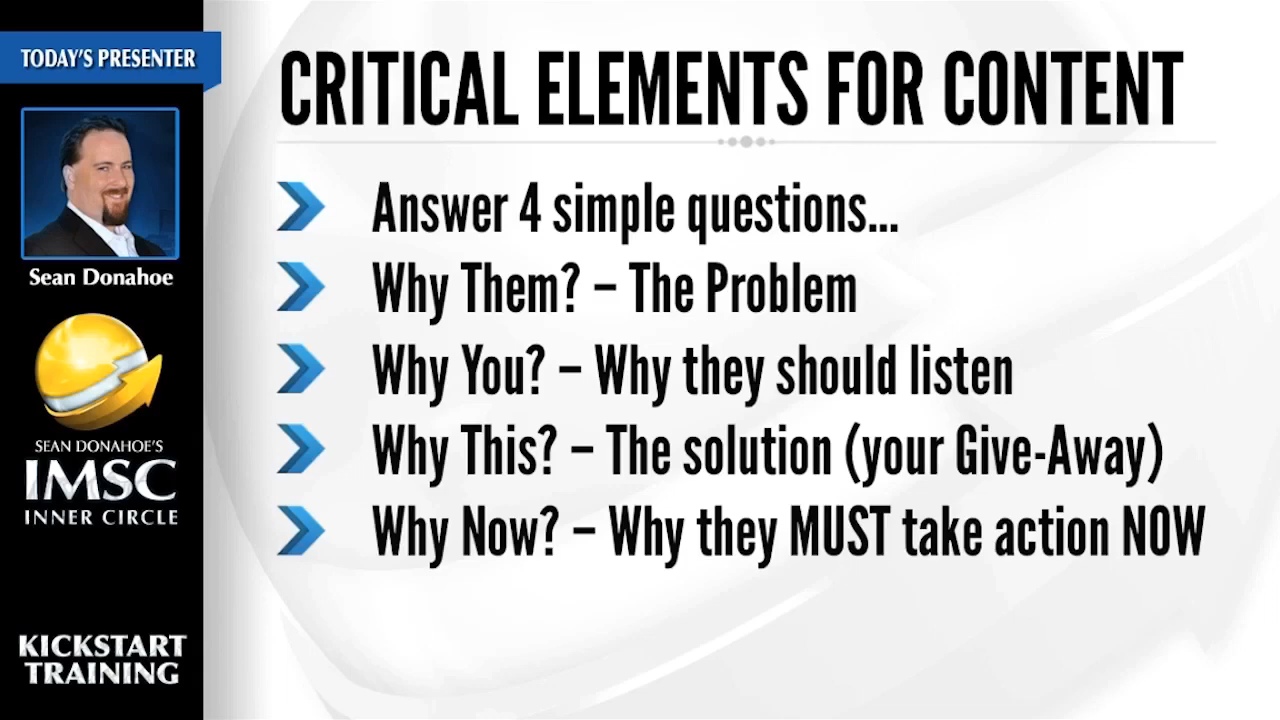 TODAY'S PRESENTER
Sean Donahoe
SEAN DONAHOE'S
IMSC
INNER CIRCLE
KICKSTART
TRAINING
CRITICAL ELEMENTS FOR CONTENT
Answer 4 simple questions...
Why Them? – The Problem
Why You? – Why they should listen
Why This? – The solution (your Give-Away)
Why Now? – Why they MUST take action NOW